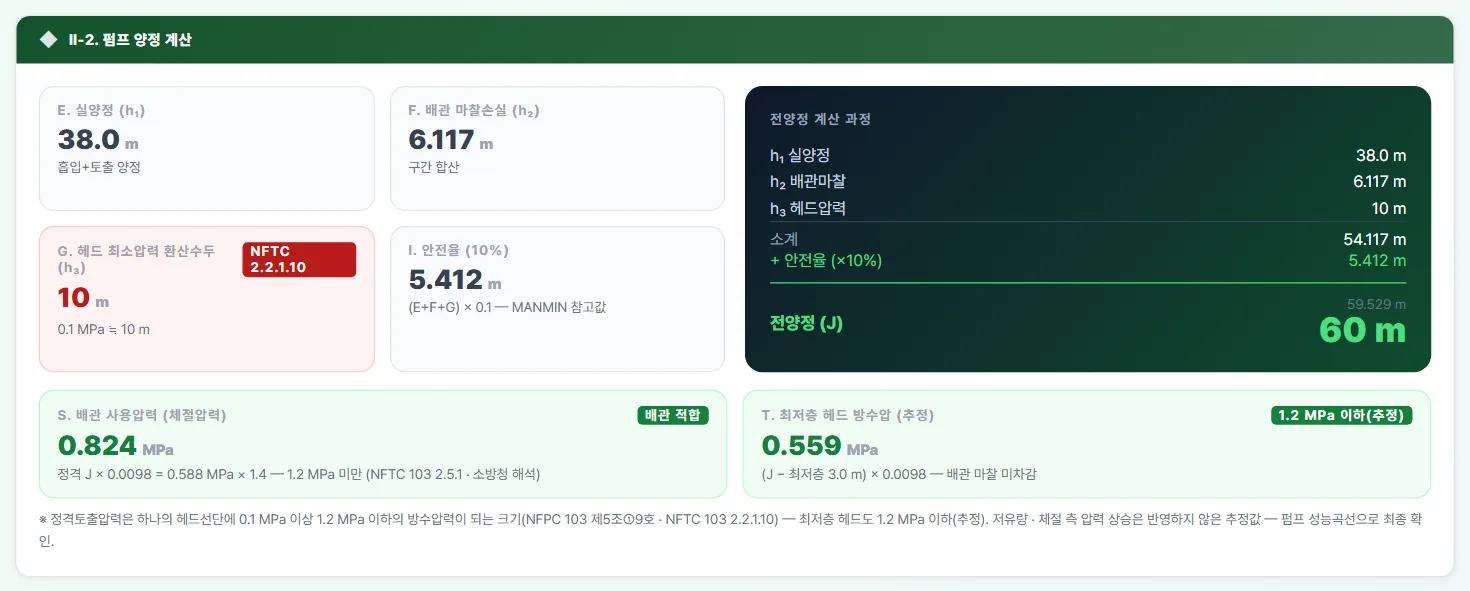 II-2. 펌프 양정 계산
E. 실양정 (h₁)
38.0 m
흡입+토출 양정
F. 배관 마찰손실 (h₂)
6.117 m
구간 합산
G. 헤드 최소압력 환산수두
(h₃)
NFTC
2.2.1.10
10 m
0.1 MPa ≒ 10 m
I. 안전율 (10%)
5.412 m
(E+F+G) × 0.1 — MANMIN 참고값
전양정 계산 과정
h₁ 실양정 38.0 m
h₂ 배관마찰 6.117 m
h₃ 헤드압력 10 m
소계 54.117 m
+ 안전율 (×10%) 5.412 m
59.529 m
전양정 (J) 60 m
S. 배관 사용압력 (체절압력) 배관 적합
0.824 MPa
정격 J × 0.0098 = 0.588 MPa × 1.4 — 1.2 MPa 미만 (NFTC 103 2.5.1 · 소방청 해석)
T. 최저층 헤드 방수압 (추정) 1.2 MPa 이하(추정)
0.559 MPa
(J − 최저층 3.0 m) × 0.0098 — 배관 마찰 미차감
※ 정격토출압력은 하나의 헤드선단에 0.1 MPa 이상 1.2 MPa 이하의 방수압력이 되는 크기(NFPC 103 제5조①9호 · NFTC 103 2.2.1.10) — 최저층 헤드도 1.2 MPa 이하(추정). 저유량 · 체절 측 압력 상승은 반영하지 않은 추정값 — 펌프 성능곡선으로 최종 확
인.